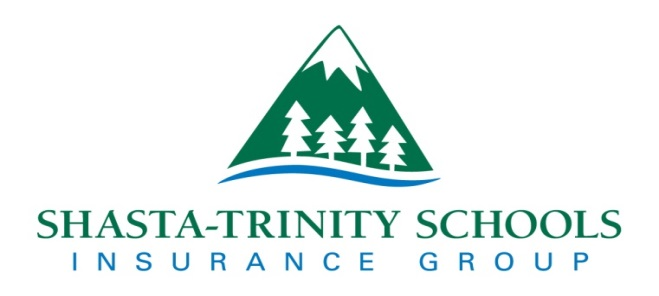 SHASTA-TRINITY SCHOOLS
INSURANCE GROUP